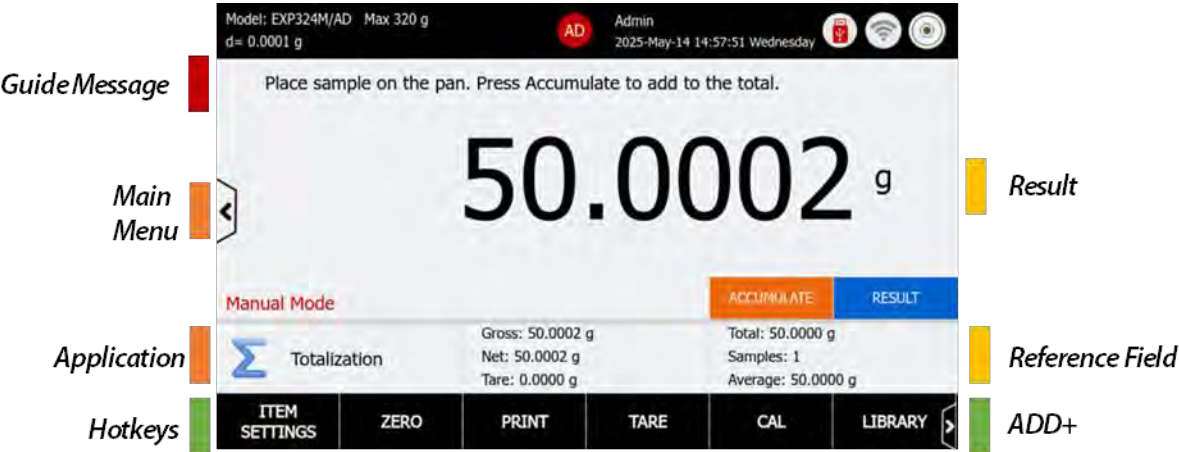 Model: EXP324M/AD Max 320 g
d= 0.0001 g
AD
Admin
2025-May-14 14:57:51 Wednesday
Guide Message
Place sample on the pan. Press Accumulate to add to the total.
50.0002 g
Main
Menu
Result
Manual Mode
ACCUMULATE
RESULT
Application
Totalization
Gross: 50.0002 g
Net: 50.0002 g
Tare: 0.0000 g
Total: 50.0000 g
Samples: 1
Average: 50.0000 g
Reference Field
Hotkeys
ITEM
SETTINGS
ZERO
PRINT
TARE
CAL
LIBRARY
ADD+